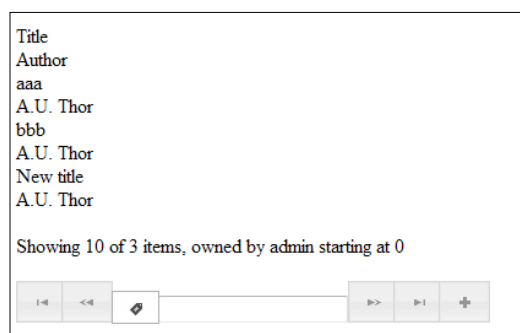 Title
Author
aaa
A.U. Thor
bbb
A.U. Thor
New title
A.U. Thor
Showing 10 of 3 items, owned by admin starting at 0